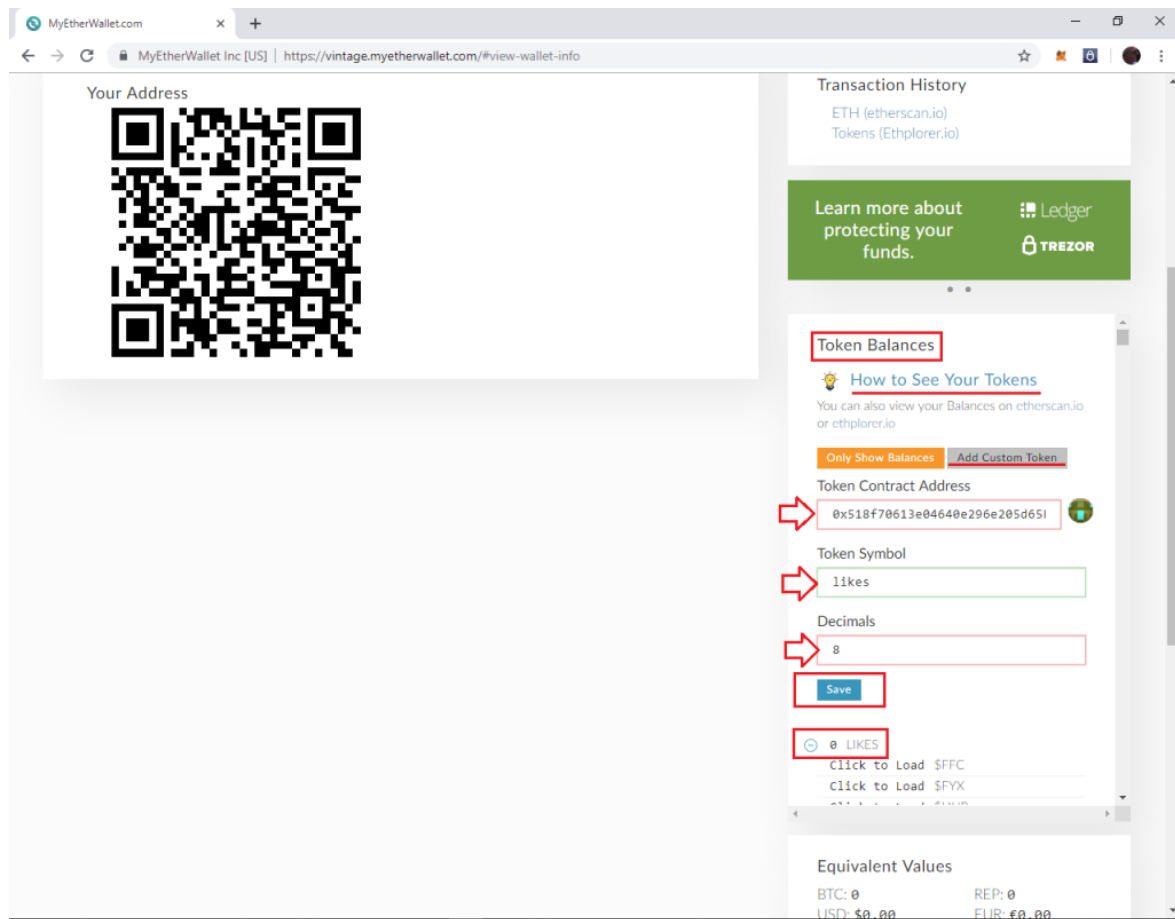 MyEtherWallet.com
MyEtherWallet Inc [US] | https://vintage.myetherwallet.com/#view-wallet-info
Your Address
Transaction History
ETH (etherscan.io)
Tokens (Ethplorer.io)
Learn more about
protecting your
funds.
Ledger
TREZOR
Token Balances
How to See Your Tokens
You can also view your Balances on etherscan.io
or ethplorer.io
Only Show Balances
Add Custom Token
Token Contract Address
0x518f70613e04640e296e205d65
Token Symbol
likes
Decimals
8
Save
0 LIKES
Click to Load $FFC
Click to Load $FYX
Click to Load
Equivalent Values
BTC: 0
REP: 0
USD: $0.00
EUR: €0.00